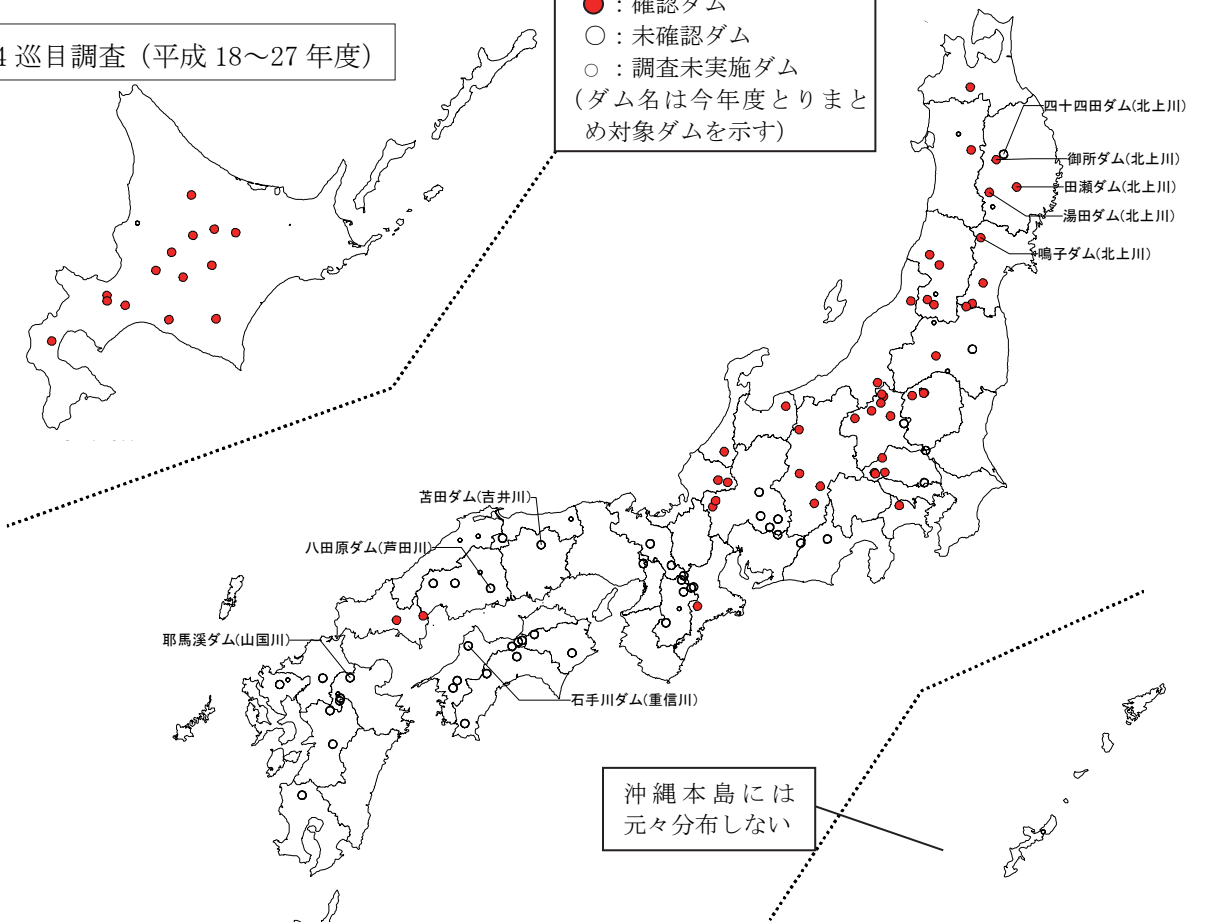 4 巡目調査（平成 18～27 年度）
●：確認ダム
○：未確認ダム
○：調査未実施ダム
(ダム名は今年度とりまと
め対象ダムを示す)
四十四田ダム(北上川)
御所ダム(北上川)
田瀬ダム(北上川)
湯田ダム(北上川)
鳴子ダム(北上川)
苫田ダム(吉井川)
八田原ダム(芦田川)
耶馬溪ダム(山国川)
石手川ダム(重信川)
沖縄本島には
元々分布しない